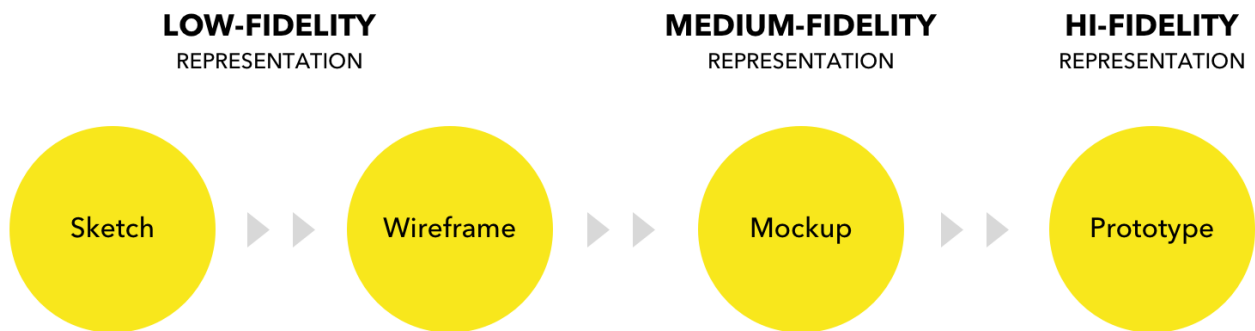 LOW-FIDELITY
REPRESENTATION
MEDIUM-FIDELITY
REPRESENTATION
HI-FIDELITY
REPRESENTATION
Sketch
Wireframe
Mockup
Prototype